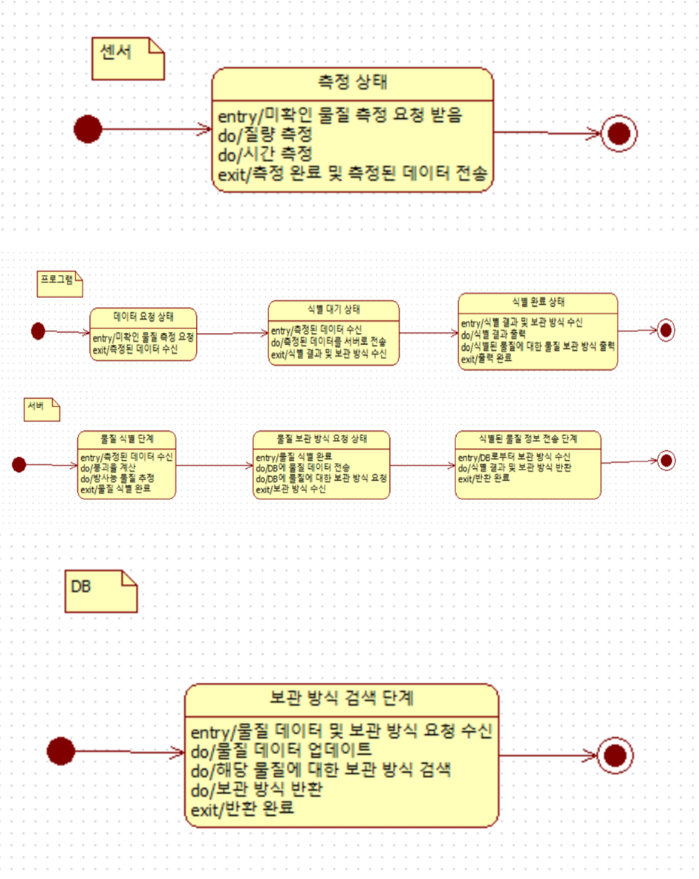 센서
측정 상태
entry/미확인 물질 측정 요청 받음
do/질량 측정
do/시간 측정
exit/측정 완료 및 측정된 데이터 전송
프로그램
데이터 요청 상태
entry/미확인 물질 측정 요청
exit/측정된 데이터 수신
식별 대기 상태
entry/측정된 데이터 수신
do/측정된 데이터를 서버로 전송
exit/식별 결과 및 보관 방식 수신
식별 완료 상태
entry/식별 결과 및 보관 방식 수신
do/식별 결과 출력
do/식별된 물질에 대한 물질 보관 방식 출력
exit/출력 완료
서버
물질 식별 단계
entry/측정된 데이터 수신
do/붕괴율 계산
do/방사능 물질 추정
exit/물질 식별 완료
물질 보관 방식 요청 상태
entry/물질 식별 완료
do/DB에 물질 데이터 전송
do/DB에 물질에 대한 보관 방식 요청
exit/보관 방식 수신
식별된 물질 정보 전송 단계
entry/DB로부터 보관 방식 수신
do/식별 결과 및 보관 방식 반환
exit/반환 완료
DB
보관 방식 검색 단계
entry/물질 데이터 및 보관 방식 요청 수신
do/물질 데이터 업데이트
do/해당 물질에 대한 보관 방식 검색
do/보관 방식 반환
exit/반환 완료